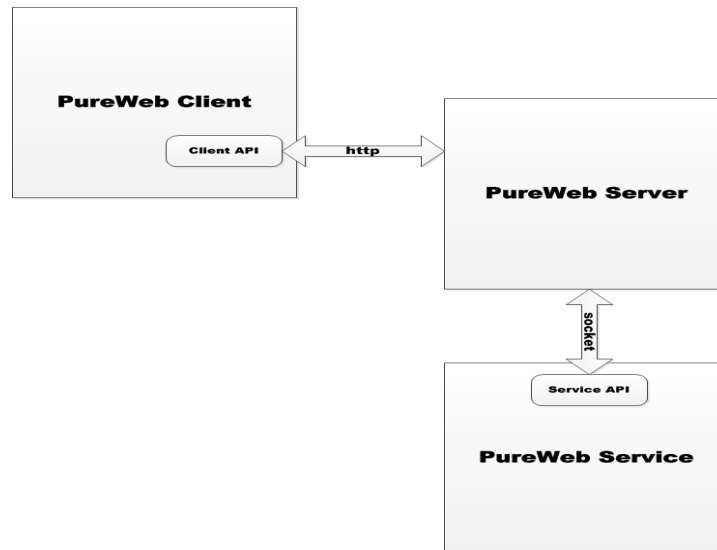 PureWeb Client
Client API
http
PureWeb Server
socket
Service API
PureWeb Service